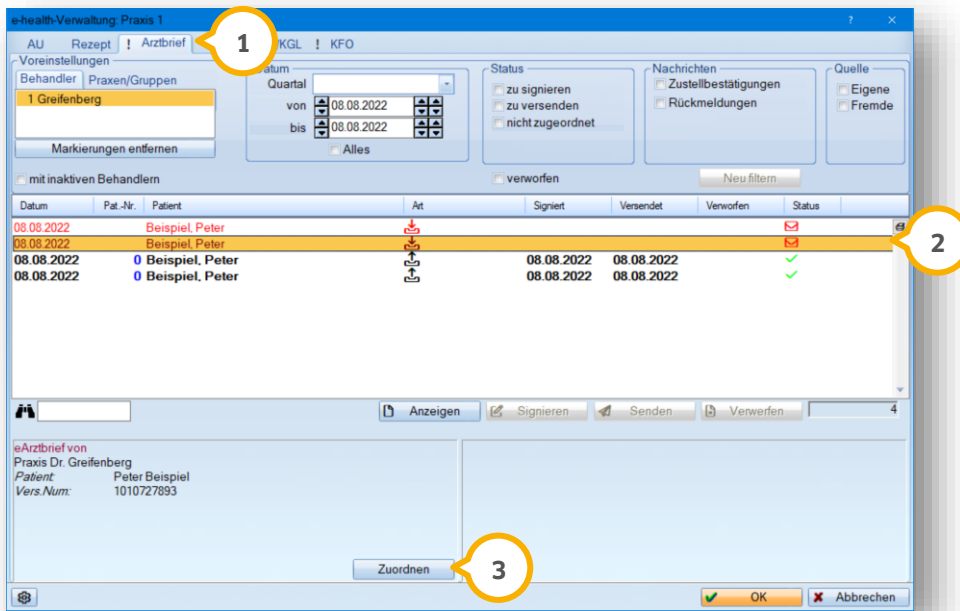 e-health-Verwaltung: Praxis 1 ? ×
AU Rezept ! Arztbrief 1 KGL ! KFO
Voreinstellungen
Behandler Praxen/Gruppen
1 Greifenberg
Markierungen entfernen
mit inaktiven Behandlern
Datum
Quartal
von 08.08.2022
bis 08.08.2022
Alles
Status
zu signieren
zu versenden
nicht zugeordnet
verworfen
Nachrichten
Zustellbestätigungen
Rückmeldungen
Neu filtern
Quelle
Eigene
Fremde
Datum Pat.-Nr. Patient Art Signiert Versendet Verworfen Status
08.08.2022 Beispiel, Peter
08.08.2022 Beispiel, Peter 2
08.08.2022 0 Beispiel, Peter 08.08.2022 08.08.2022
08.08.2022 0 Beispiel, Peter 08.08.2022 08.08.2022
Anzeigen Signieren Senden Verwerfen 4
eArztbrief von
Praxis Dr. Greifenberg
Patient: Peter Beispiel
Vers.Num: 1010727893
Zuordnen 3
OK Abbrechen